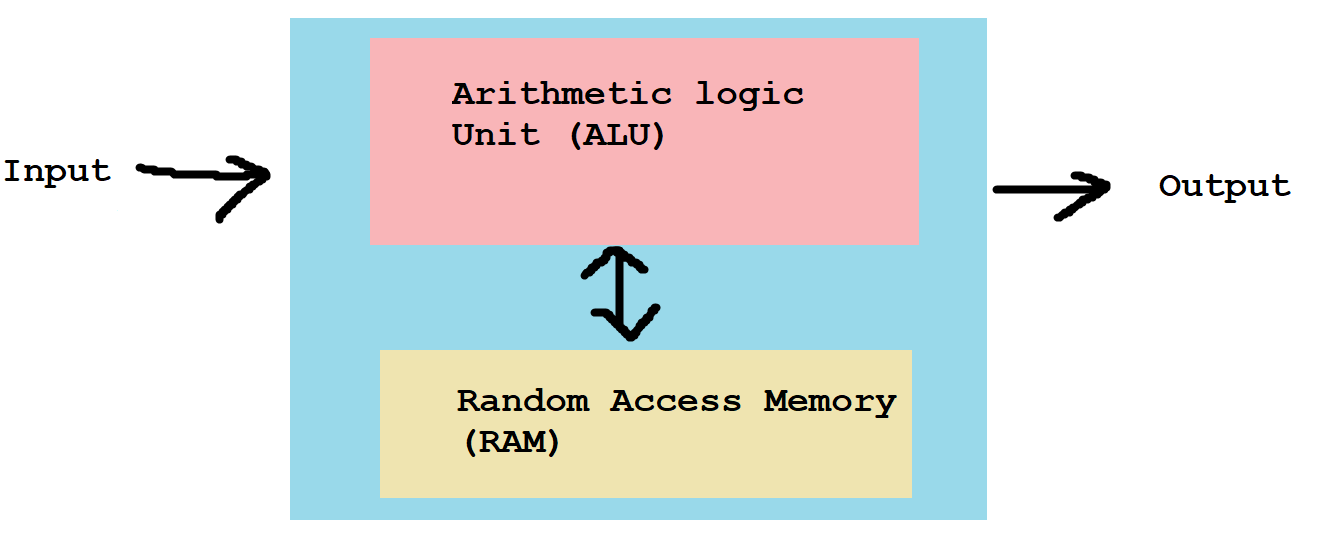 Arithmetic logic
Unit (ALU)
Input
Output
Random Access Memory
(RAM)